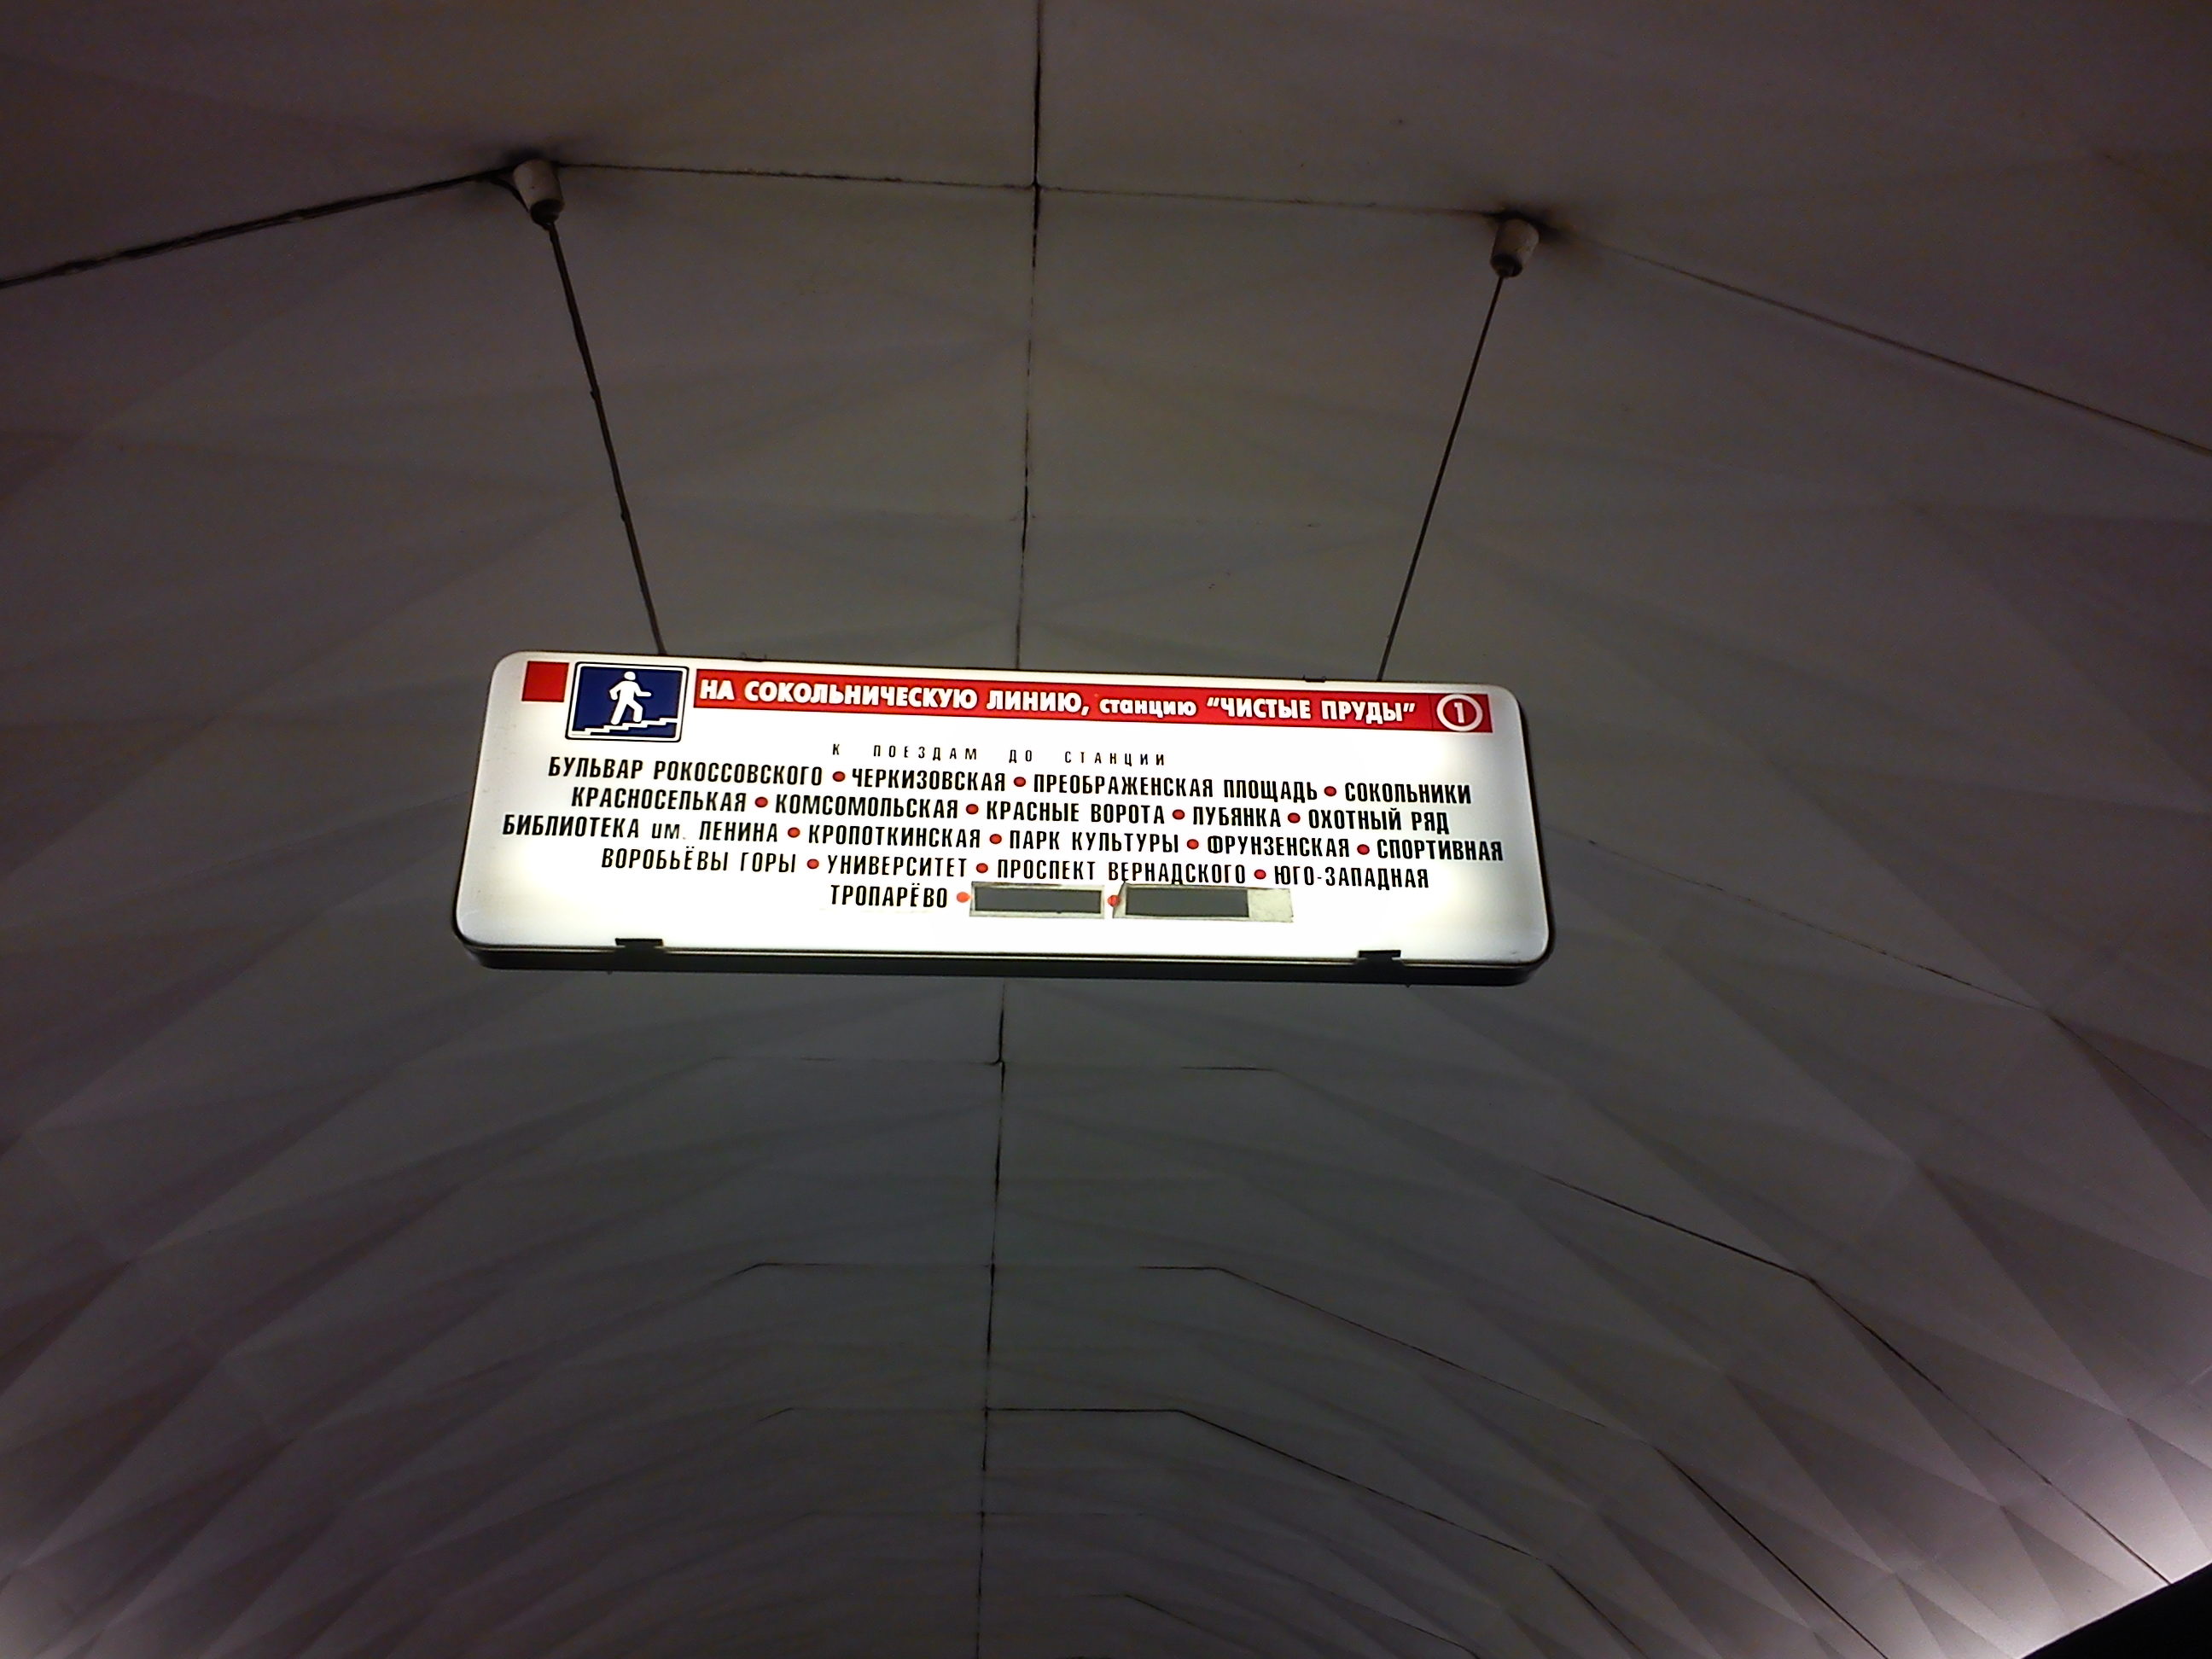 НА СОКОЛЬНИЧЕСКУЮ ЛИНИЮ, станцию “ЧИСТЫЕ ПРУДЫ” 1
К ПОЕЗДАМ ДО СТАНЦИИ
БУЛЬВАР РОКОССОВСКОГО • ЧЕРКИЗОВСКАЯ • ПРЕОБРАЖЕНСКАЯ ПЛОЩАДЬ • СОКОЛЬНИКИ
КРАСНОСЕЛЬКАЯ • КОМСОМОЛЬСКАЯ • КРАСНЫЕ ВОРОТА • ЛУБЯНКА • ОХОТНЫЙ РЯД
БИБЛИОТЕКА им. ЛЕНИНА • КРОПОТКИНСКАЯ • ПАРК КУЛЬТУРЫ • ФРУНЗЕНСКАЯ • СПОРТИВНАЯ
ВОРОБЬЁВЫ ГОРЫ • УНИВЕРСИТЕТ • ПРОСПЕКТ ВЕРНАДСКОГО • ЮГО-ЗАПАДНАЯ
ТРОПАРЁВО • •